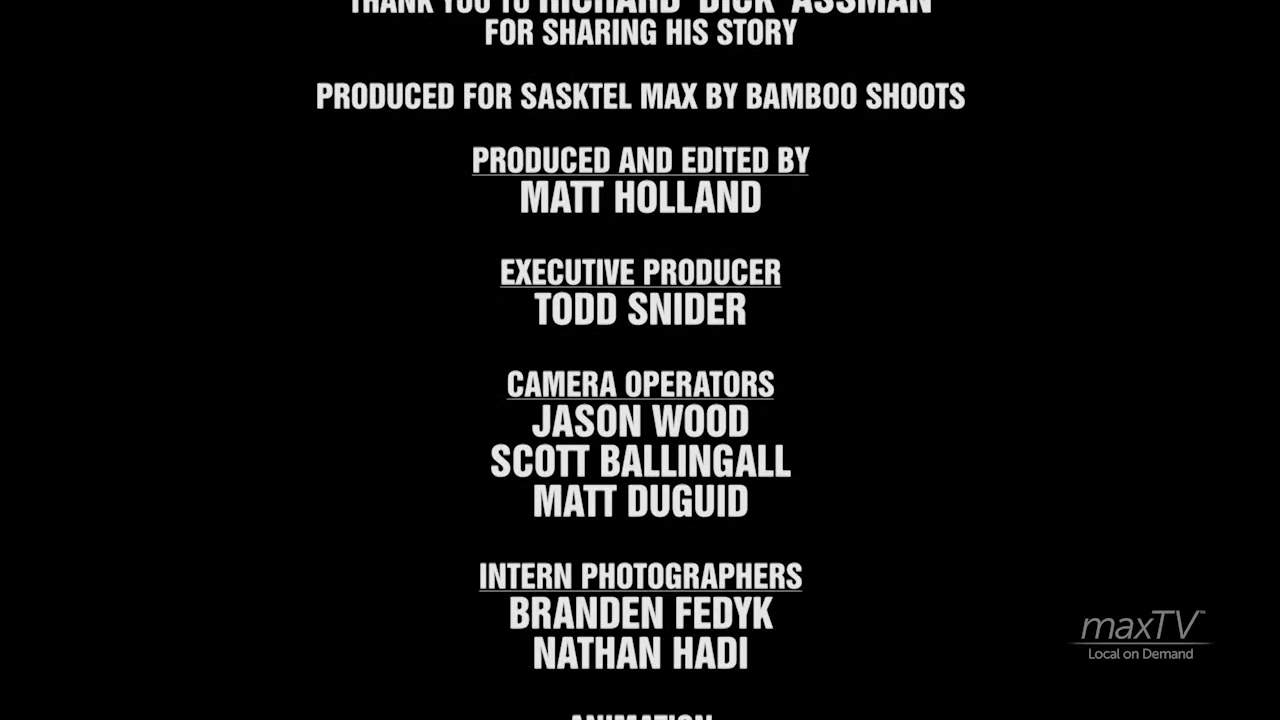 THANK YOU TO RICHARD "DICK" ASSMAN
FOR SHARING HIS STORY
PRODUCED FOR SASKTEL MAX BY BAMBOO SHOOTS
PRODUCED AND EDITED BY
MATT HOLLAND
EXECUTIVE PRODUCER
TODD SNIDER
CAMERA OPERATORS
JASON WOOD
SCOTT BALLINGALL
MATT DUGUID
INTERN PHOTOGRAPHERS
BRANDEN FEDYK
NATHAN HADI
ANIMATION
maxTV™
Local on Demand